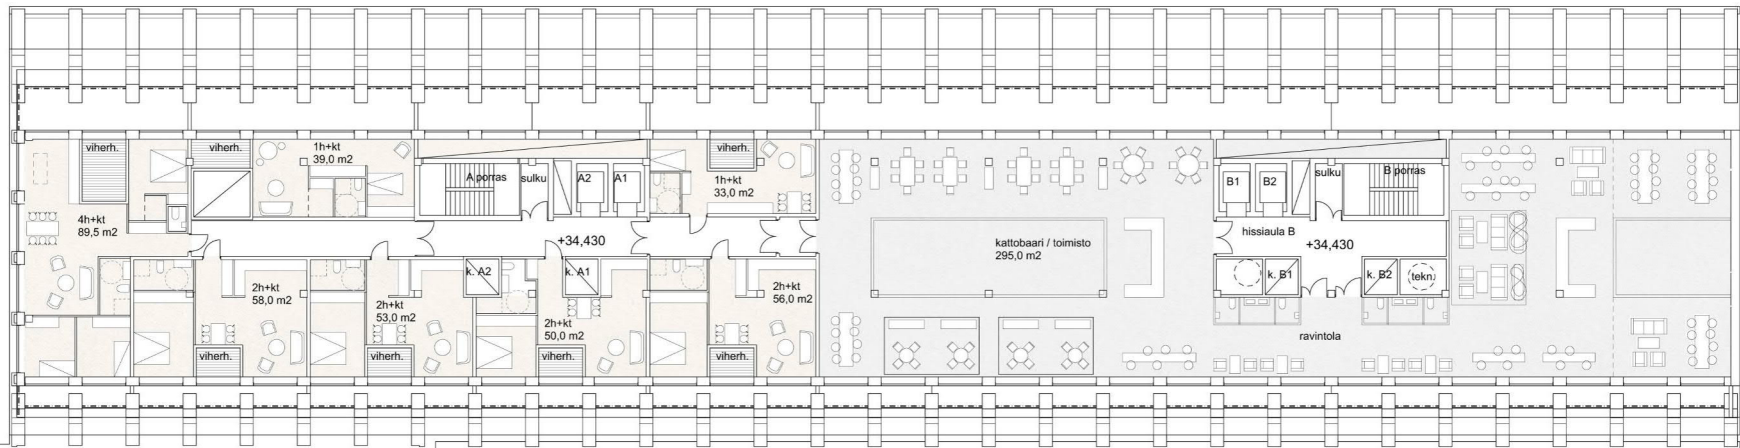 viherh.
viherh.
1h+kt
39,0 m2
A porras
sulku
A2
A1
viherh.
1h+kt
33,0 m2
B1
B2
sulku
B porras
4h+kt
89,5 m2
+34,430
kattobaari / toimisto
295,0 m2
hissiaula B
+34,430
k. A2
k. A1
k. B1
k. B2
tekn.
2h+kt
58,0 m2
2h+kt
53,0 m2
2h+kt
50,0 m2
2h+kt
56,0 m2
ravintola
viherh.
viherh.
viherh.
viherh.